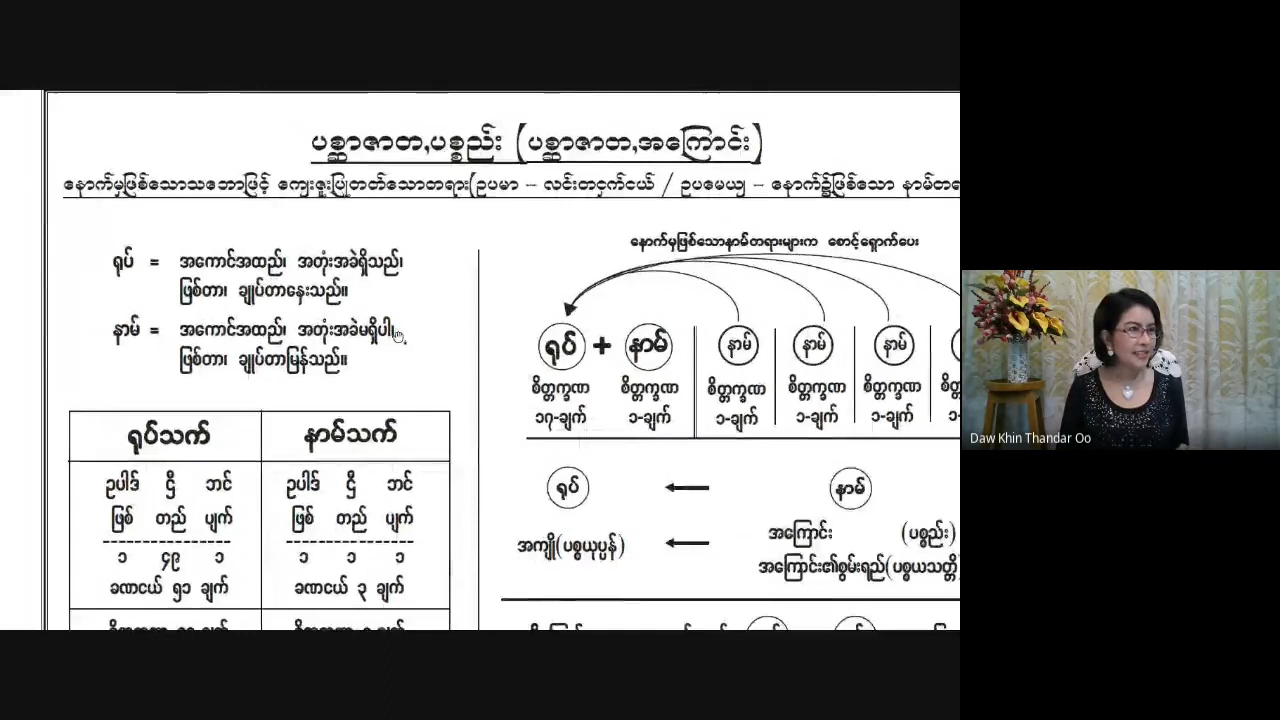 ပစ္ဆာဇာတ,ပစ္စည်း (ပစ္ဆာဇာတ,အကြောင်း)
နောက်မှဖြစ်သောသဘောဖြင့် ကျေးဇူးပြုတတ်သောတရား(ဥပမာ – လင်းတငှက်ငယ် / ဥပမေယျ – နောက်၌ဖြစ်သော နာမ်တရ
ရုပ် = အကောင်အထည်၊ အတုံးအခဲရှိသည်၊
ဖြစ်တာ၊ ချုပ်တာနှေးသည်။
နာမ် = အကောင်အထည်၊ အတုံးအခဲမရှိပါ။
ဖြစ်တာ၊ ချုပ်တာမြန်သည်။
ရုပ်သက် နာမ်သက်
ဥပါဒ် ဌီ ဘင် ဥပါဒ် ဌီ ဘင်
ဖြစ် တည် ပျက် ဖြစ် တည် ပျက်
၁ ၄၉ ၁ ၁ ၁ ၁
ခဏငယ် ၅၁ ချက် ခဏငယ် ၃ ချက်
နောက်မှဖြစ်သောနာမ်တရားများက စောင့်ရှောက်ပေး
ရုပ် + နာမ် နာမ် နာမ် နာမ်
စိတ္တက္ခဏ စိတ္တက္ခဏ စိတ္တက္ခဏ စိတ္တက္ခဏ စိတ္တက္ခဏ
၁၇-ချက် ၁-ချက် ၁-ချက် ၁-ချက် ၁-ချက်
ရုပ် ← နာမ်
အကျိုး(ပစ္စယုပ္ပန်) ← အကြောင်း (ပစ္စည်း)
အကြောင်း၏စွမ်းရည်(ပစ္စယသတ္တိ)
Daw Khin Thandar Oo